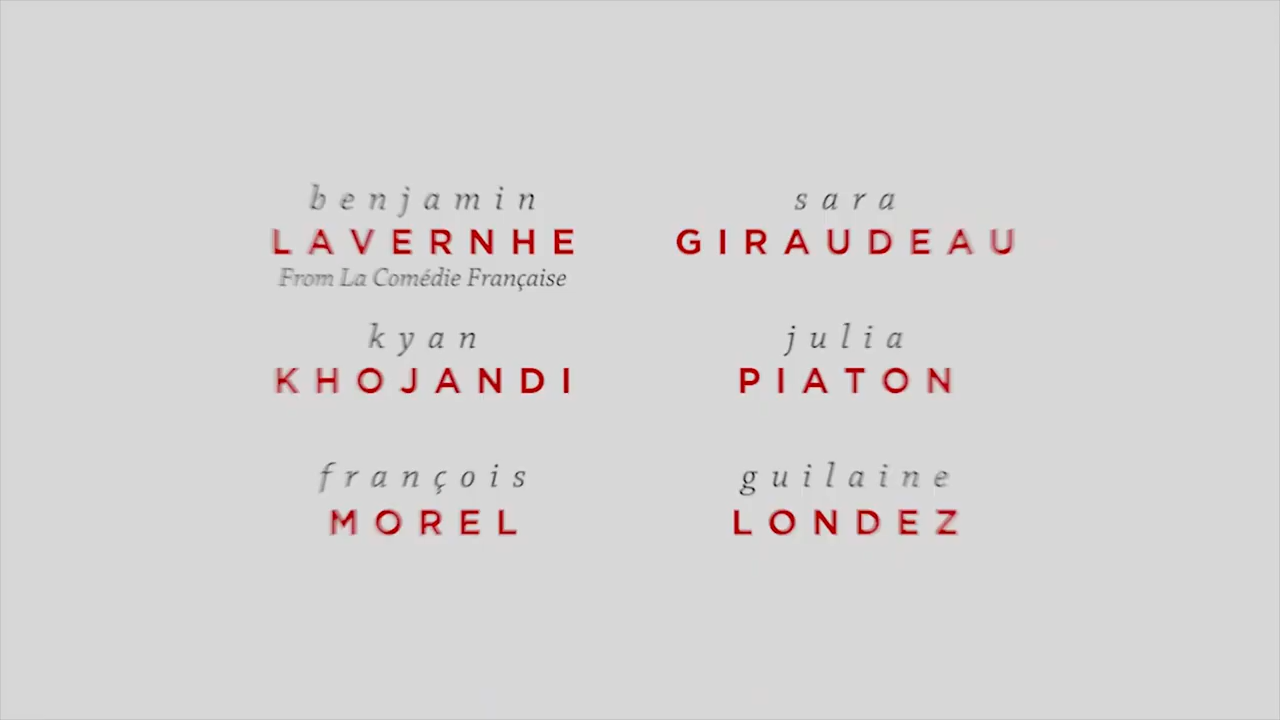 benjamin
LAVERNHE
From La Comédie Française
sara
GIRAUDEAU
kyan
KHOJANDI
julia
PIATON
françois
MOREL
guilaine
LONDEZ